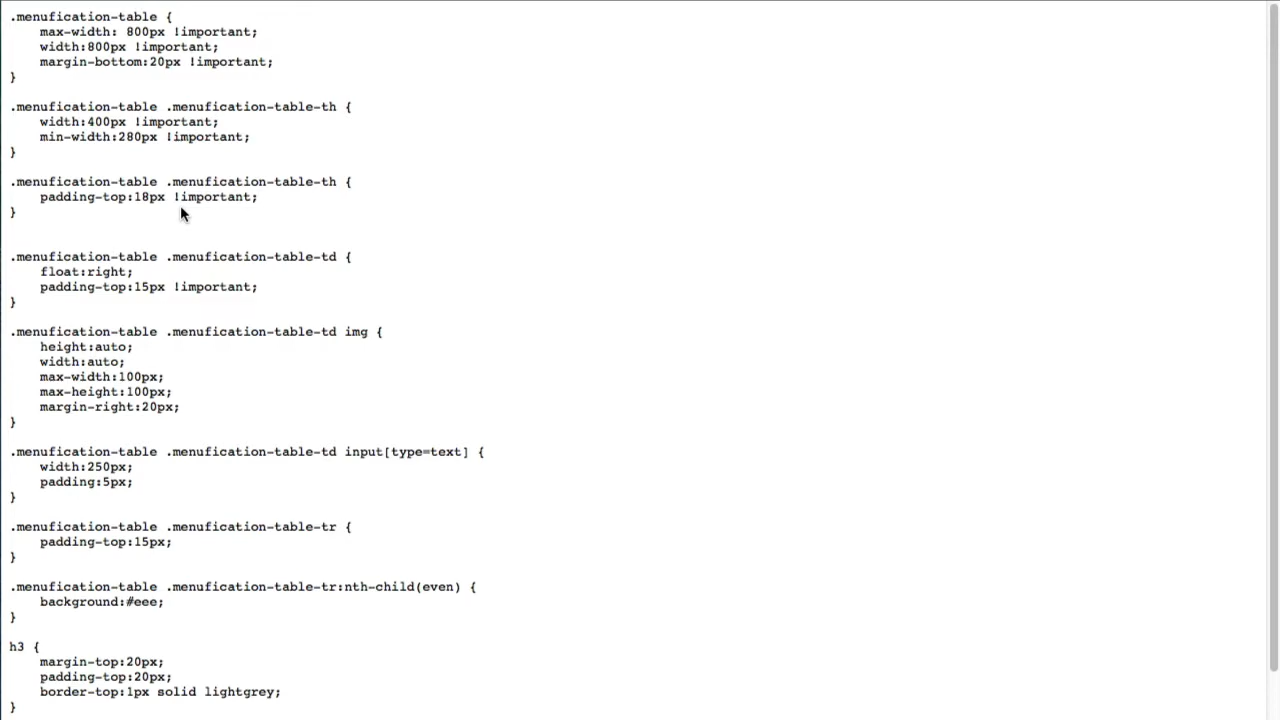 .menufication-table {
    max-width: 800px !important;
    width:800px !important;
    margin-bottom:20px !important;
}

.menufication-table .menufication-table-th {
    width:400px !important;
    min-width:280px !important;
}

.menufication-table .menufication-table-th {
    padding-top:18px !important;
}


.menufication-table .menufication-table-td {
    float:right;
    padding-top:15px !important;
}

.menufication-table .menufication-table-td img {
    height:auto;
    width:auto;
    max-width:100px;
    max-height:100px;
    margin-right:20px;
}

.menufication-table .menufication-table-td input[type=text] {
    width:250px;
    padding:5px;
}

.menufication-table .menufication-table-tr {
    padding-top:15px;
}

.menufication-table .menufication-table-tr:nth-child(even) {
    background:#eee;
}

h3 {
    margin-top:20px;
    padding-top:20px;
    border-top:1px solid lightgrey;
}